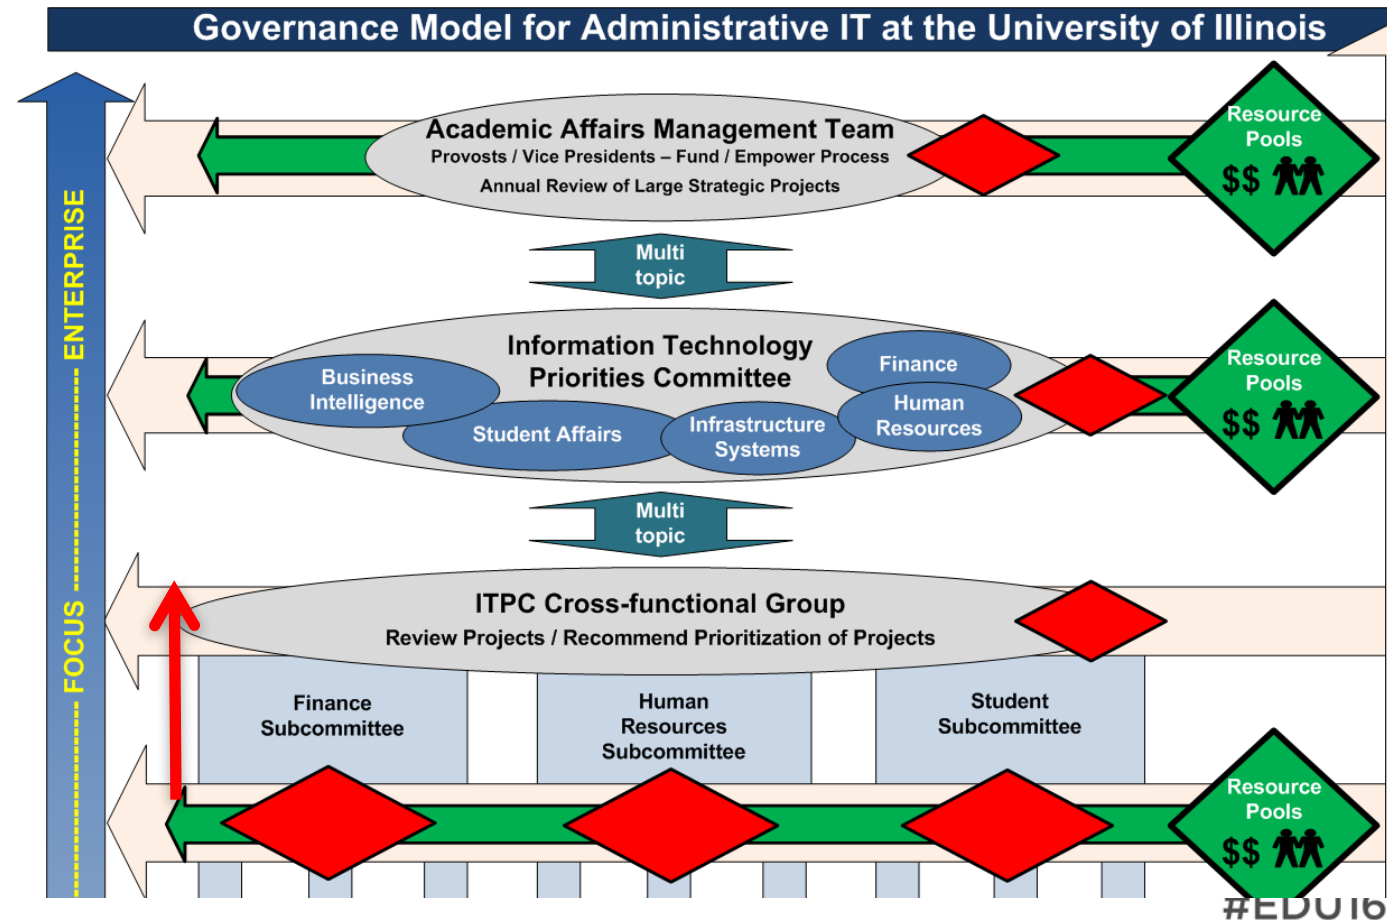 Governance Model for Administrative IT at the University of Illinois
FOCUS ---------------------- ENTERPRISE
Academic Affairs Management Team
Provosts / Vice Presidents – Fund / Empower Process
Annual Review of Large Strategic Projects
Resource
Pools
$$
Multi
topic
Information Technology
Priorities Committee
Business
Intelligence
Student Affairs
Infrastructure
Systems
Finance
Human
Resources
Resource
Pools
$$
Multi
topic
ITPC Cross-functional Group
Review Projects / Recommend Prioritization of Projects
Finance
Subcommittee
Human
Resources
Subcommittee
Student
Subcommittee
Resource
Pools
$$
#EDU16